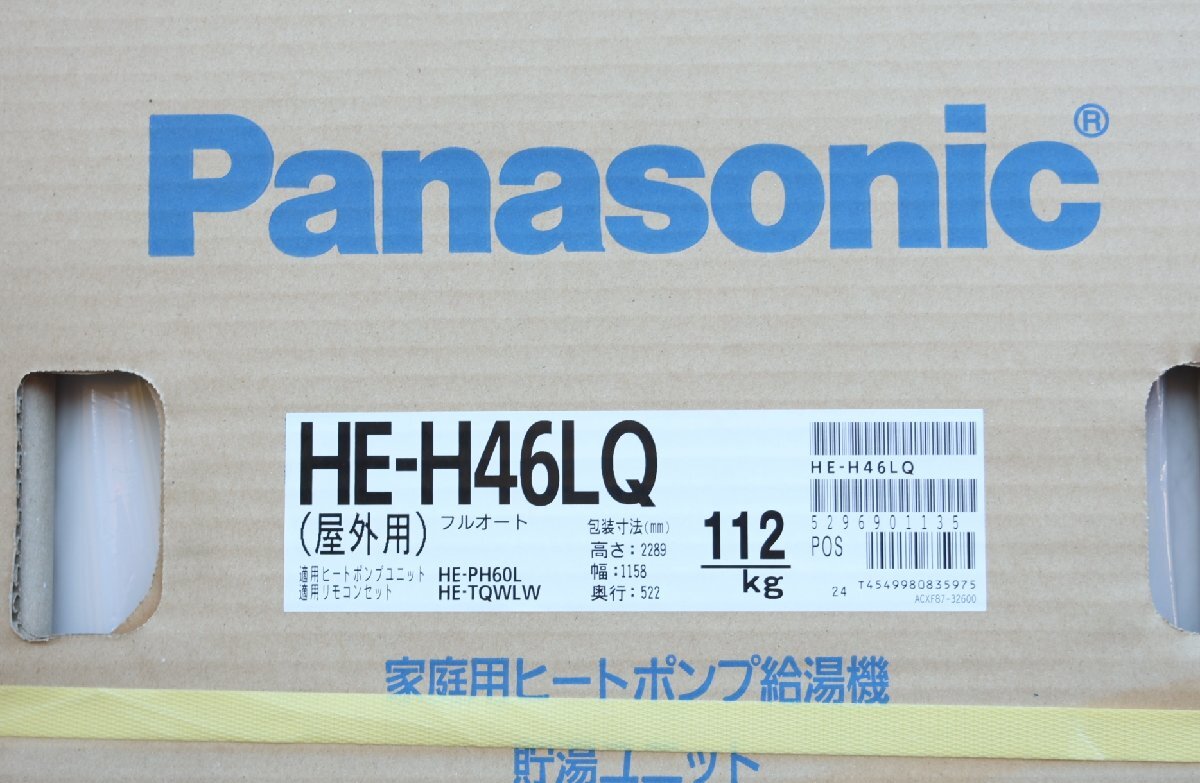 Panasonic®
HE-H46LQ
(屋外用) フルオート
適用ヒートポンプユニット HE-PH60L
適用リモコンセット HE-TQWLW
包装寸法(mm)
高さ:2289
幅:1158
奥行:522
112
kg
HE-H46LQ
5296901135
POS
24 T4549980835975
ACXF87-32G00
家庭用ヒートポンプ給湯機
貯湯ユニット